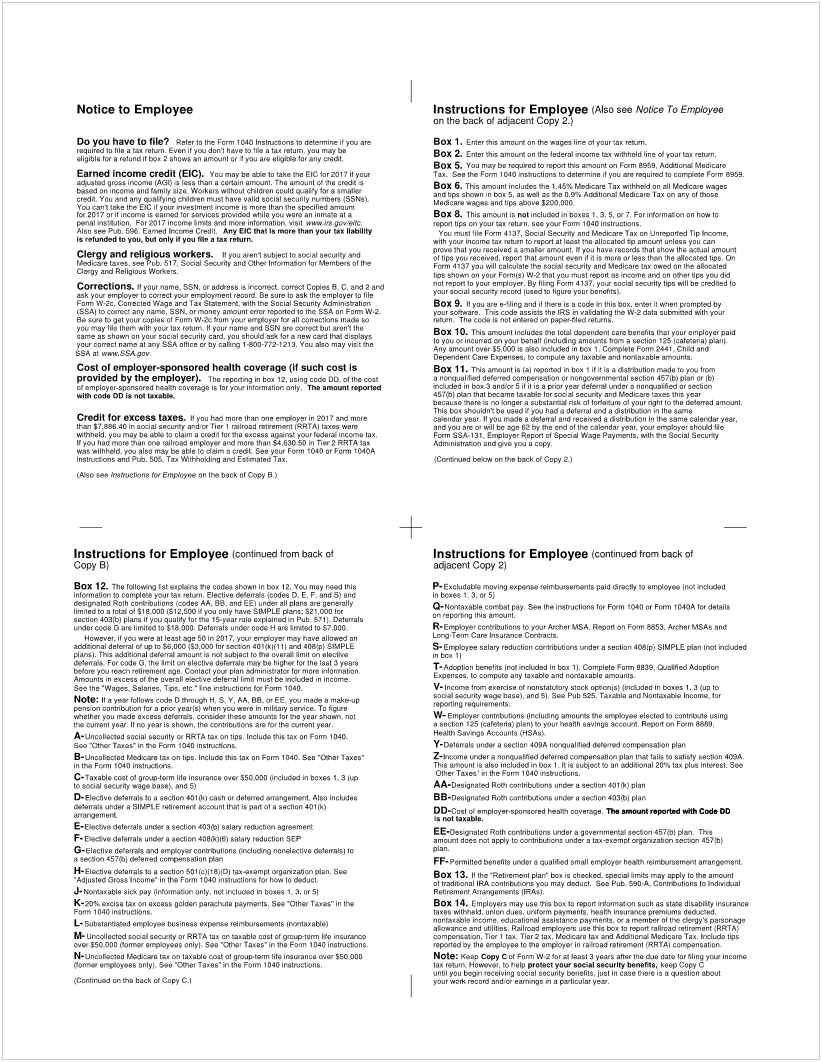 Notice to Employee
Do you have to file? Refer to the Form 1040 Instructions to determine if you are
required to file a tax return. Even if you don't have to file a tax return, you may be
eligible for a refund if box 2 shows an amount or if you are eligible for any credit.
Earned income credit (EIC). You may be able to take the EIC for 2017 if your
adjusted gross income (AGI) is less than a certain amount. The amount of the credit is
based on income and family size. Workers without children could qualify for a smaller
credit. You and any qualifying children must have valid social security numbers (SSNs).
You can't take the EIC if your investment income is more than the specified amount
for 2017 or if income is earned for services provided while you were an inmate at a
penal institution. For 2017 income limits and more information, visit www.irs.gov/eitc.
Also see Pub. 596, Earned Income Credit. Any EIC that is more than your tax liability
is refunded to you, but only if you file a tax return.
Clergy and religious workers. If you aren't subject to social security and
Medicare taxes, see Pub. 517, Social Security and Other Information for Members of the
Clergy and Religious Workers.
Corrections. If your name, SSN, or address is incorrect, correct Copies B, C, and 2 and
ask your employer to correct your employment record. Be sure to ask the employer to file
Form W-2c, Corrected Wage and Tax Statement, with the Social Security Administration
(SSA) to correct any name, SSN, or money amount error reported to the SSA on Form W-2.
Be sure to get your copies of Form W-2c from your employer for all corrections made so
you may file them with your tax return. If your name and SSN are correct but aren't the
same as shown on your social security card, you should ask for a new card that displays
your correct name at any SSA office or by calling 1-800-772-1213. You also may visit the
SSA at www.SSA.gov.
Cost of employer-sponsored health coverage (if such cost is
provided by the employer). The reporting in box 12, using code DD, of the cost
of employer-sponsored health coverage is for your information only. The amount reported
with code DD is not taxable.
Credit for excess taxes. If you had more than one employer in 2017 and more
than $7,886.40 in social security and/or Tier 1 railroad retirement (RRTA) taxes were
withheld, you may be able to claim a credit for the excess against your federal income tax.
If you had more than one railroad employer and more than $4,630.50 in Tier 2 RRTA tax
was withheld, you also may be able to claim a credit. See your Form 1040 or Form 1040A
instructions and Pub. 505, Tax Withholding and Estimated Tax.
(Also see Instructions for Employee on the back of Copy B.)
Instructions for Employee (Also see Notice To Employee
on the back of adjacent Copy 2.)
Box 1. Enter this amount on the wages line of your tax return.
Box 2. Enter this amount on the federal income tax withheld line of your tax return.
Box 5. You may be required to report this amount on Form 8959, Additional Medicare
Tax. See the Form 1040 instructions to determine if you are required to complete Form 8959.
Box 6. This amount includes the 1.45% Medicare Tax withheld on all Medicare wages
and tips shown in box 5, as well as the 0.9% Additional Medicare Tax on any of those
Medicare wages and tips above $200,000.
Box 8. This amount is not included in boxes 1, 3, 5, or 7. For information on how to
report tips on your tax return, see your Form 1040 instructions.
You must file Form 4137, Social Security and Medicare Tax on Unreported Tip Income,
with your income tax return to report at least the allocated tip amount unless you can
prove that you received a smaller amount. If you have records that show the actual amount
of tips you received, report that amount even if it is more or less than the allocated tips. On
Form 4137 you will calculate the social security and Medicare tax owed on the allocated
tips shown on your Form(s) W-2 that you must report as income and on other tips you did
not report to your employer. By filing Form 4137, your social security tips will be credited to
your social security record (used to figure your benefits).
Box 9. If you are e-filing and if there is a code in this box, enter it when prompted by
your software. This code assists the IRS in validating the W-2 data submitted with your
return. The code is not entered on paper-filed returns.
Box 10. This amount includes the total dependent care benefits that your employer paid
to you or incurred on your behalf (including amounts from a section 125 (cafeteria) plan).
Any amount over $5,000 is also included in box 1. Complete Form 2441, Child and
Dependent Care Expenses, to compute any taxable and nontaxable amounts.
Box 11. This amount is (a) reported in box 1 if it is a distribution made to you from
a nonqualified deferred compensation or nongovernmental section 457(b) plan or (b)
included in box 3 and/or 5 if it is a prior year deferral under a nonqualified or section
457(b) plan that became taxable for social security and Medicare taxes this year
because there is no longer a substantial risk of forfeiture of your right to the deferred amount.
This box shouldn't be used if you had a deferral and a distribution in the same
calendar year. If you made a deferral and received a distribution in the same calendar year,
and you are or will be age 62 by the end of the calendar year, your employer should file
Form SSA-131, Employer Report of Special Wage Payments, with the Social Security
Administration and give you a copy.
(Continued below on the back of Copy 2.)
Instructions for Employee (continued from back of
Copy B)
Box 12. The following list explains the codes shown in box 12. You may need this
information to complete your tax return. Elective deferrals (codes D, E, F, and S) and
designated Roth contributions (codes AA, BB, and EE) under all plans are generally
limited to a total of $18,000 ($12,500 if you only have SIMPLE plans; $21,000 for
section 403(b) plans if you qualify for the 15-year rule explained in Pub. 571). Deferrals
under code G are limited to $18,000. Deferrals under code H are limited to $7,000.
However, if you were at least age 50 in 2017, your employer may have allowed an
additional deferral of up to $6,000 ($3,000 for section 401(k)(11) and 408(p) SIMPLE
plans). This additional deferral amount is not subject to the overall limit on elective
deferrals. For code G, the limit on elective deferrals may be higher for the last 3 years
before you reach retirement age. Contact your plan administrator for more information.
Amounts in excess of the overall elective deferral limit must be included in income.
See the "Wages, Salaries, Tips, etc." line instructions for Form 1040.
Note: If a year follows code D through H, S, Y, AA, BB, or EE, you made a make-up
pension contribution for a prior year(s) when you were in military service. To figure
whether you made excess deferrals, consider these amounts for the year shown, not
the current year. If no year is shown, the contributions are for the current year.
A-Uncollected social security or RRTA tax on tips. Include this tax on Form 1040.
See "Other Taxes" in the Form 1040 instructions.
B-Uncollected Medicare tax on tips. Include this tax on Form 1040. See "Other Taxes"
in the Form 1040 instructions.
C-Taxable cost of group-term life insurance over $50,000 (included in boxes 1, 3 (up
to social security wage base), and 5)
D-Elective deferrals to a section 401(k) cash or deferred arrangement. Also includes
deferrals under a SIMPLE retirement account that is part of a section 401(k)
arrangement.
E-Elective deferrals under a section 403(b) salary reduction agreement
F-Elective deferrals under a section 408(k)(6) salary reduction SEP
G-Elective deferrals and employer contributions (including nonelective deferrals) to
a section 457(b) deferred compensation plan
H-Elective deferrals to a section 501(c)(18)(D) tax-exempt organization plan. See
"Adjusted Gross Income" in the Form 1040 instructions for how to deduct.
J-Nontaxable sick pay (information only, not included in boxes 1, 3, or 5)
K-20% excise tax on excess golden parachute payments. See "Other Taxes" in the
Form 1040 instructions.
L-Substantiated employee business expense reimbursements (nontaxable)
M-Uncollected social security or RRTA tax on taxable cost of group-term life insurance
over $50,000 (former employees only). See "Other Taxes" in the Form 1040 instructions.
N-Uncollected Medicare tax on taxable cost of group-term life insurance over $50,000
(former employees only). See "Other Taxes" in the Form 1040 instructions.
(Continued on the back of Copy C.)
Instructions for Employee (continued from back of
adjacent Copy 2)
P-Excludable moving expense reimbursements paid directly to employee (not included
in boxes 1, 3, or 5)
Q-Nontaxable combat pay. See the instructions for Form 1040 or Form 1040A for details
on reporting this amount.
R-Employer contributions to your Archer MSA. Report on Form 8853, Archer MSAs and
Long-Term Care Insurance Contracts.
S-Employee salary reduction contributions under a section 408(p) SIMPLE plan (not included
in box 1)
T-Adoption benefits (not included in box 1). Complete Form 8839, Qualified Adoption
Expenses, to compute any taxable and nontaxable amounts.
V-Income from exercise of nonstatutory stock option(s) (included in boxes 1, 3 (up to
social security wage base), and 5). See Pub 525, Taxable and Nontaxable Income, for
reporting requirements.
W-Employer contributions (including amounts the employee elected to contribute using
a section 125 (cafeteria) plan) to your health savings account. Report on Form 8889,
Health Savings Accounts (HSAs).
Y-Deferrals under a section 409A nonqualified deferred compensation plan
Z-Income under a nonqualified deferred compensation plan that fails to satisfy section 409A.
This amount is also included in box 1. It is subject to an additional 20% tax plus interest. See
'Other Taxes' in the Form 1040 instructions.
AA-Designated Roth contributions under a section 401(k) plan
BB-Designated Roth contributions under a section 403(b) plan
DD-Cost of employer-sponsored health coverage. The amount reported with Code DD
is not taxable.
EE-Designated Roth contributions under a governmental section 457(b) plan. This
amount does not apply to contributions under a tax-exempt organization section 457(b)
plan.
FF-Permitted benefits under a qualified small employer health reimbursement arrangement.
Box 13. If the "Retirement plan" box is checked, special limits may apply to the amount
of traditional IRA contributions you may deduct. See Pub. 590-A, Contributions to Individual
Retirement Arrangements (IRAs).
Box 14. Employers may use this box to report information such as state disability insurance
taxes withheld, union dues, uniform payments, health insurance premiums deducted,
nontaxable income, educational assistance payments, or a member of the clergy's parsonage
allowance and utilities. Railroad employers use this box to report railroad retirement (RRTA)
compensation, Tier 1 tax, Tier 2 tax, Medicare tax and Additional Medicare Tax. Include tips
reported by the employee to the employer in railroad retirement (RRTA) compensation.
Note: Keep Copy C of Form W-2 for at least 3 years after the due date for filing your income
tax return. However, to help protect your social security benefits, keep Copy C
until you begin receiving social security benefits, just in case there is a question about
your work record and/or earnings in a particular year.